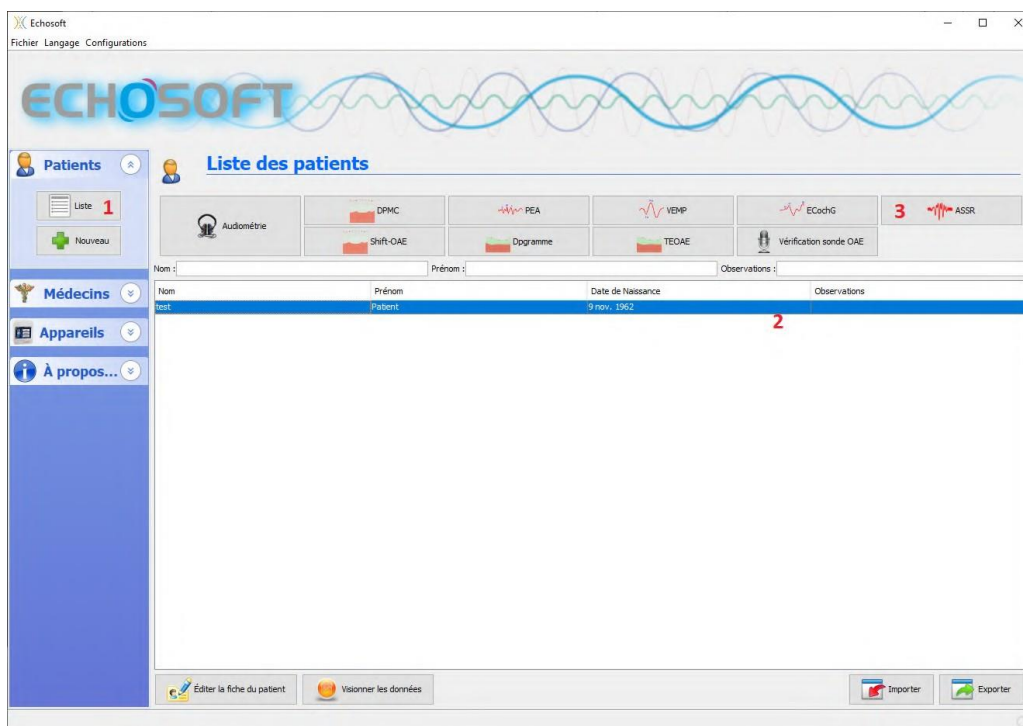 Echosoft
Fichier Langage Configurations
ECHOSOFT
Patients
Liste des patients
Liste 1
Nouveau
Audiométrie
DPMC
PEA
VEMP
ECochG
3 ASSR
Shift-OAE
Dpgramme
TEOAE
Vérification sonde OAE
Nom :
Prénom :
Observations :
Médecins
Appareils
À propos...
Nom Prénom Date de Naissance Observations
test Patient 9 nov. 1962
2
Éditer la fiche du patient
Visionner les données
Importer
Exporter